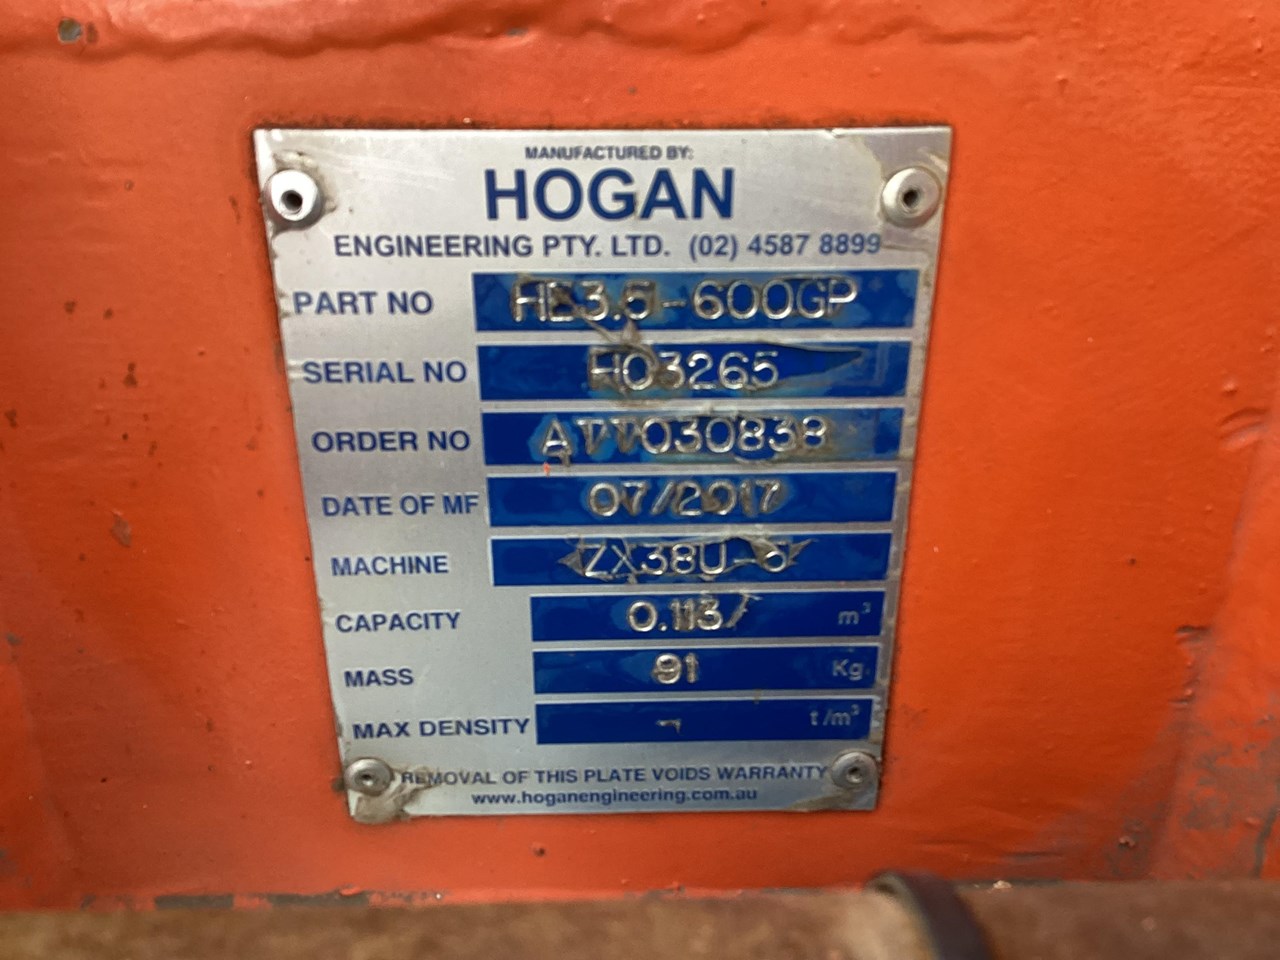 MANUFACTURED BY:
HOGAN
ENGINEERING PTY. LTD. (02) 4587 8899
PART NO HE3.5-600GP
SERIAL NO H03265
ORDER NO ATT030838
DATE OF MF 07/2017
MACHINE ZX38U-5
CAPACITY 0.113 m³
MASS 91 Kg
MAX DENSITY - t/m³
REMOVAL OF THIS PLATE VOIDS WARRANTY
www.hoganengineering.com.au